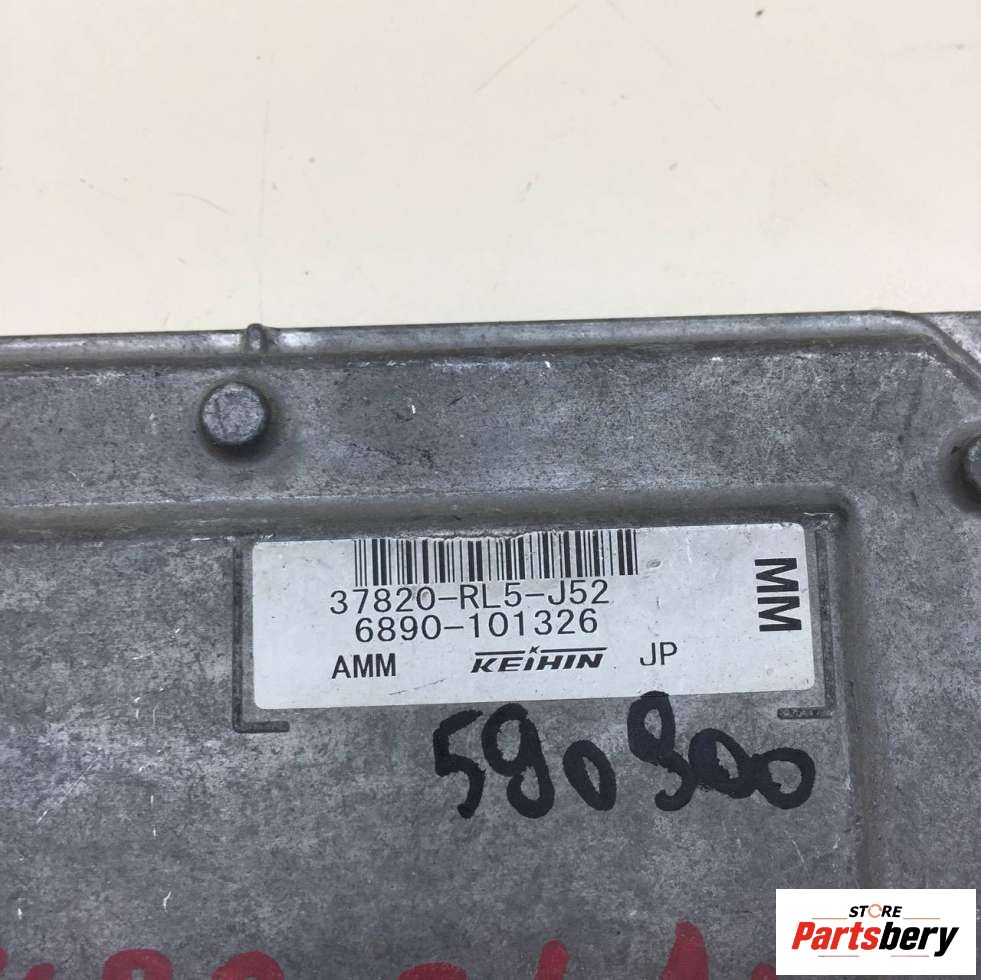 37820-RL5-J52
6890-101326
AMM KEIHIN JP
MM
590900
STORE
Partsbery